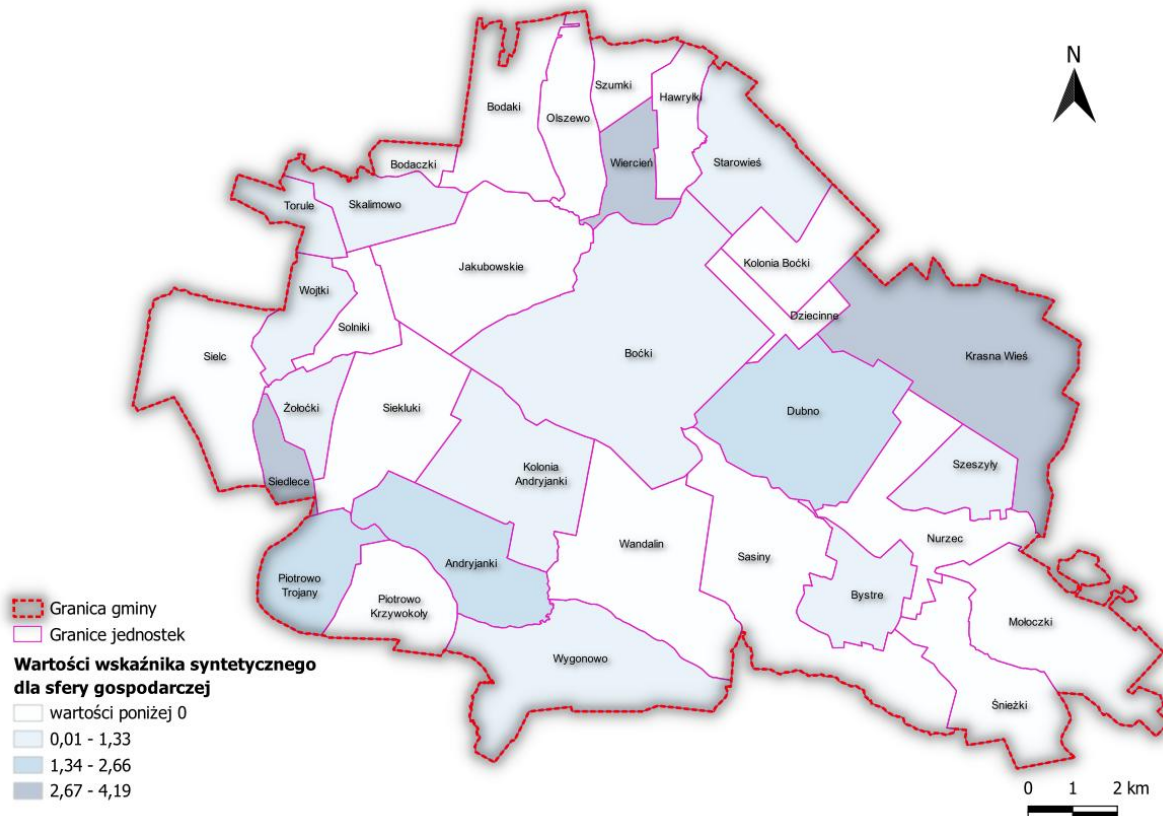 N
Szumki
Bodaki
Hawryłki
Olszewo
Bodaczki
Wiercień
Starowieś
Torule
Skalimowo
Kolonia Boćki
Jakubowskie
Wojtki
Dziecinne
Solniki
Sielc
Boćki
Krasna Wieś
Żołoćki
Siekluki
Dubno
Kolonia
Andryjanki
Szeszyły
Siedlece
Nurzec
Wandalin
Sasiny
Andryjanki
Piotrowo
Trojany
Bystre
Piotrowo
Krzywokoły
Mołoczki
Wygonowo
Śnieżki
Granica gminy
Granice jednostek
Wartości wskaźnika syntetycznego
dla sfery gospodarczej
wartości poniżej 0
0,01 - 1,33
1,34 - 2,66
2,67 - 4,19
0 1 2 km